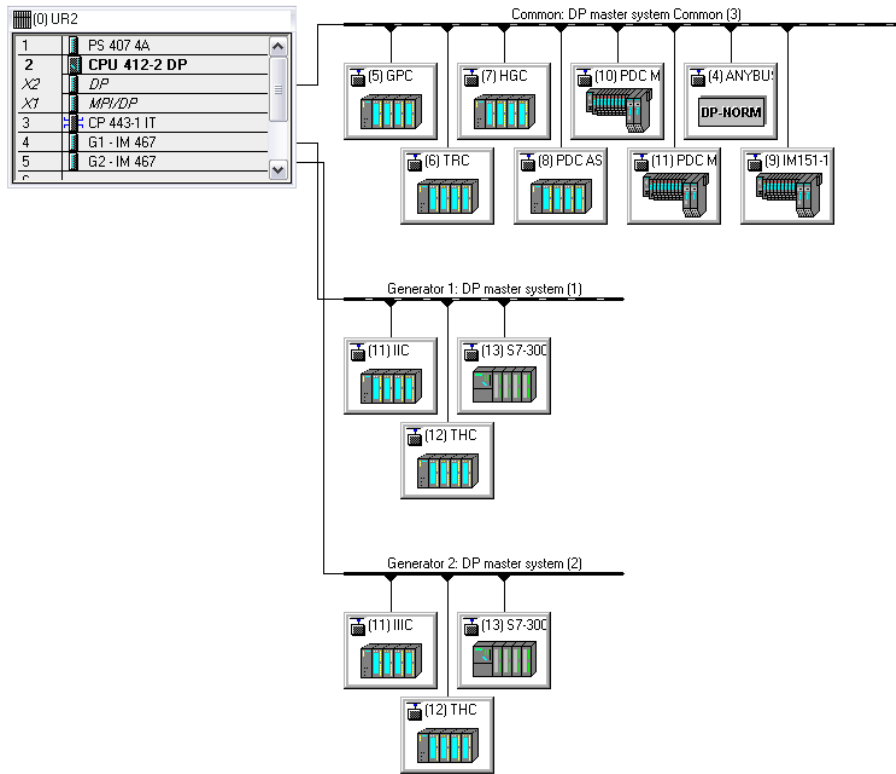 (0) UR2
1 PS 407 4A
2 CPU 412-2 DP
X2 DP
X1 MPI/DP
3 CP 443-1 IT
4 G1 - IM 467
5 G2 - IM 467
Common: DP master system Common (3)
(5) GPC
(7) HGC
(10) PDC M
(4) ANYBUS
DP-NORM
(6) TRC
(8) PDC AS
(11) PDC M
(9) IM151-1
Generator 1: DP master system (1)
(11) IIC
(13) S7-300
(12) THC
Generator 2: DP master system (2)
(11) IIIC
(13) S7-300
(12) THC